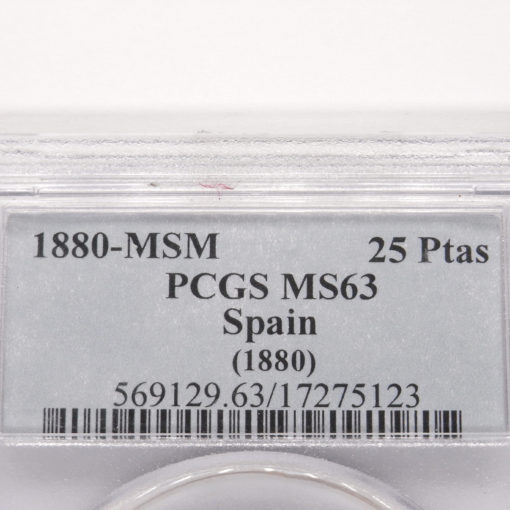 1880-MSM 25 Ptas
PCGS MS63
Spain
(1880)
569129.63/17275123